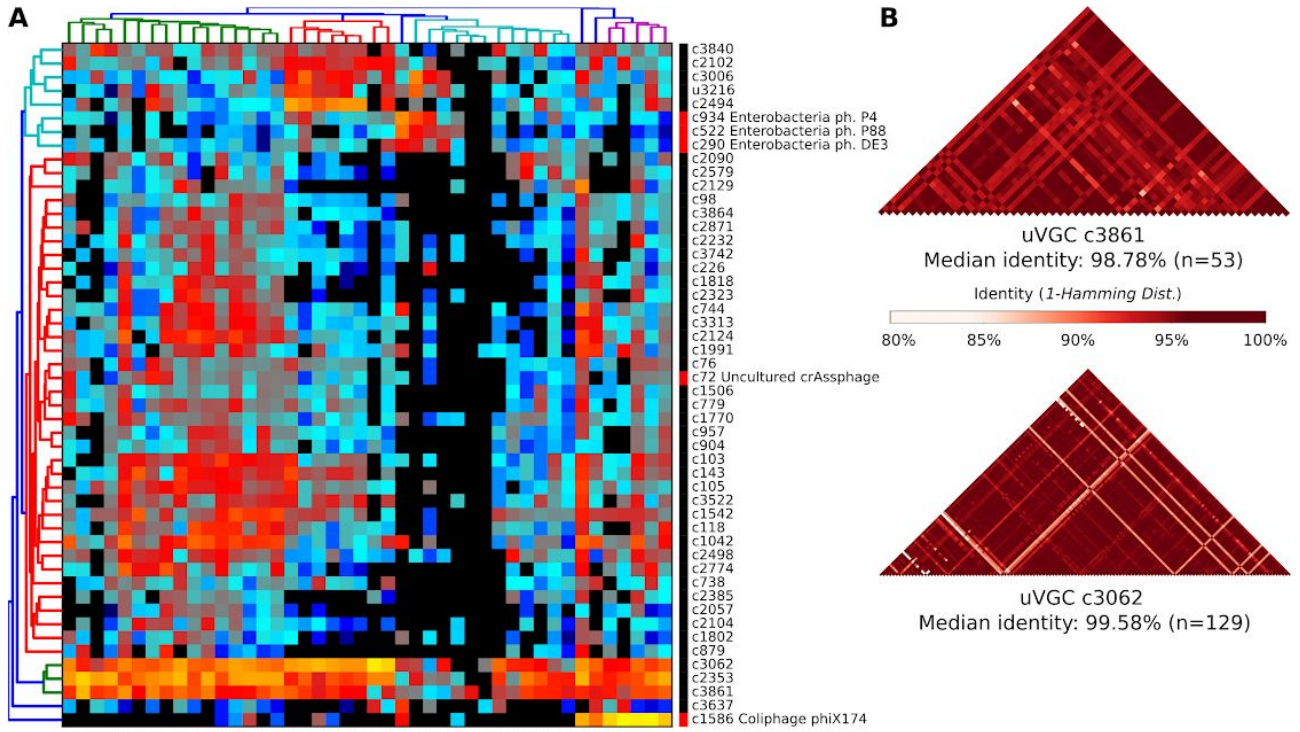 A
c3840
c2102
c3006
u3216
c2494
c934 Enterobacteria ph. P4
c522 Enterobacteria ph. P88
c290 Enterobacteria ph. DE3
c2090
c2579
c2129
c98
c3864
c2871
c2232
c3742
c226
c1818
c2323
c744
c3313
c2124
c1991
c76
c72 Uncultured crAssphage
c1506
c779
c1770
c957
c904
c103
c143
c105
c3522
c1542
c118
c1042
c2498
c2774
c738
c2385
c2057
c2104
c1802
c879
c3062
c2353
c3861
c3637
c1586 Coliphage phiX174
B
uVGC c3861
Median identity: 98.78% (n=53)
Identity (1-Hamming Dist.)
80% 85% 90% 95% 100%
uVGC c3062
Median identity: 99.58% (n=129)